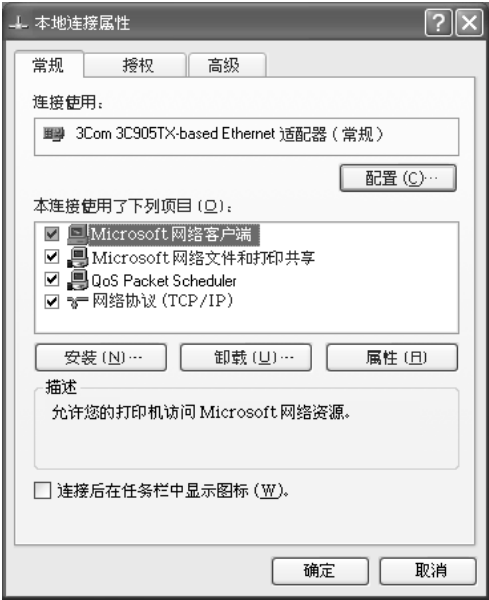 本地连接属性
常规 授权 高级
连接使用：
3Com 3C905TX-based Ethernet 适配器（常规）
配置 (C)…
本连接使用了下列项目 (O)：
Microsoft 网络客户端
Microsoft 网络文件和打印共享
QoS Packet Scheduler
网络协议 (TCP/IP)
安装 (N)… 卸载 (U)… 属性 (R)
描述
允许您的打印机访问 Microsoft 网络资源。
连接后在任务栏中显示图标 (W)。
确定 取消